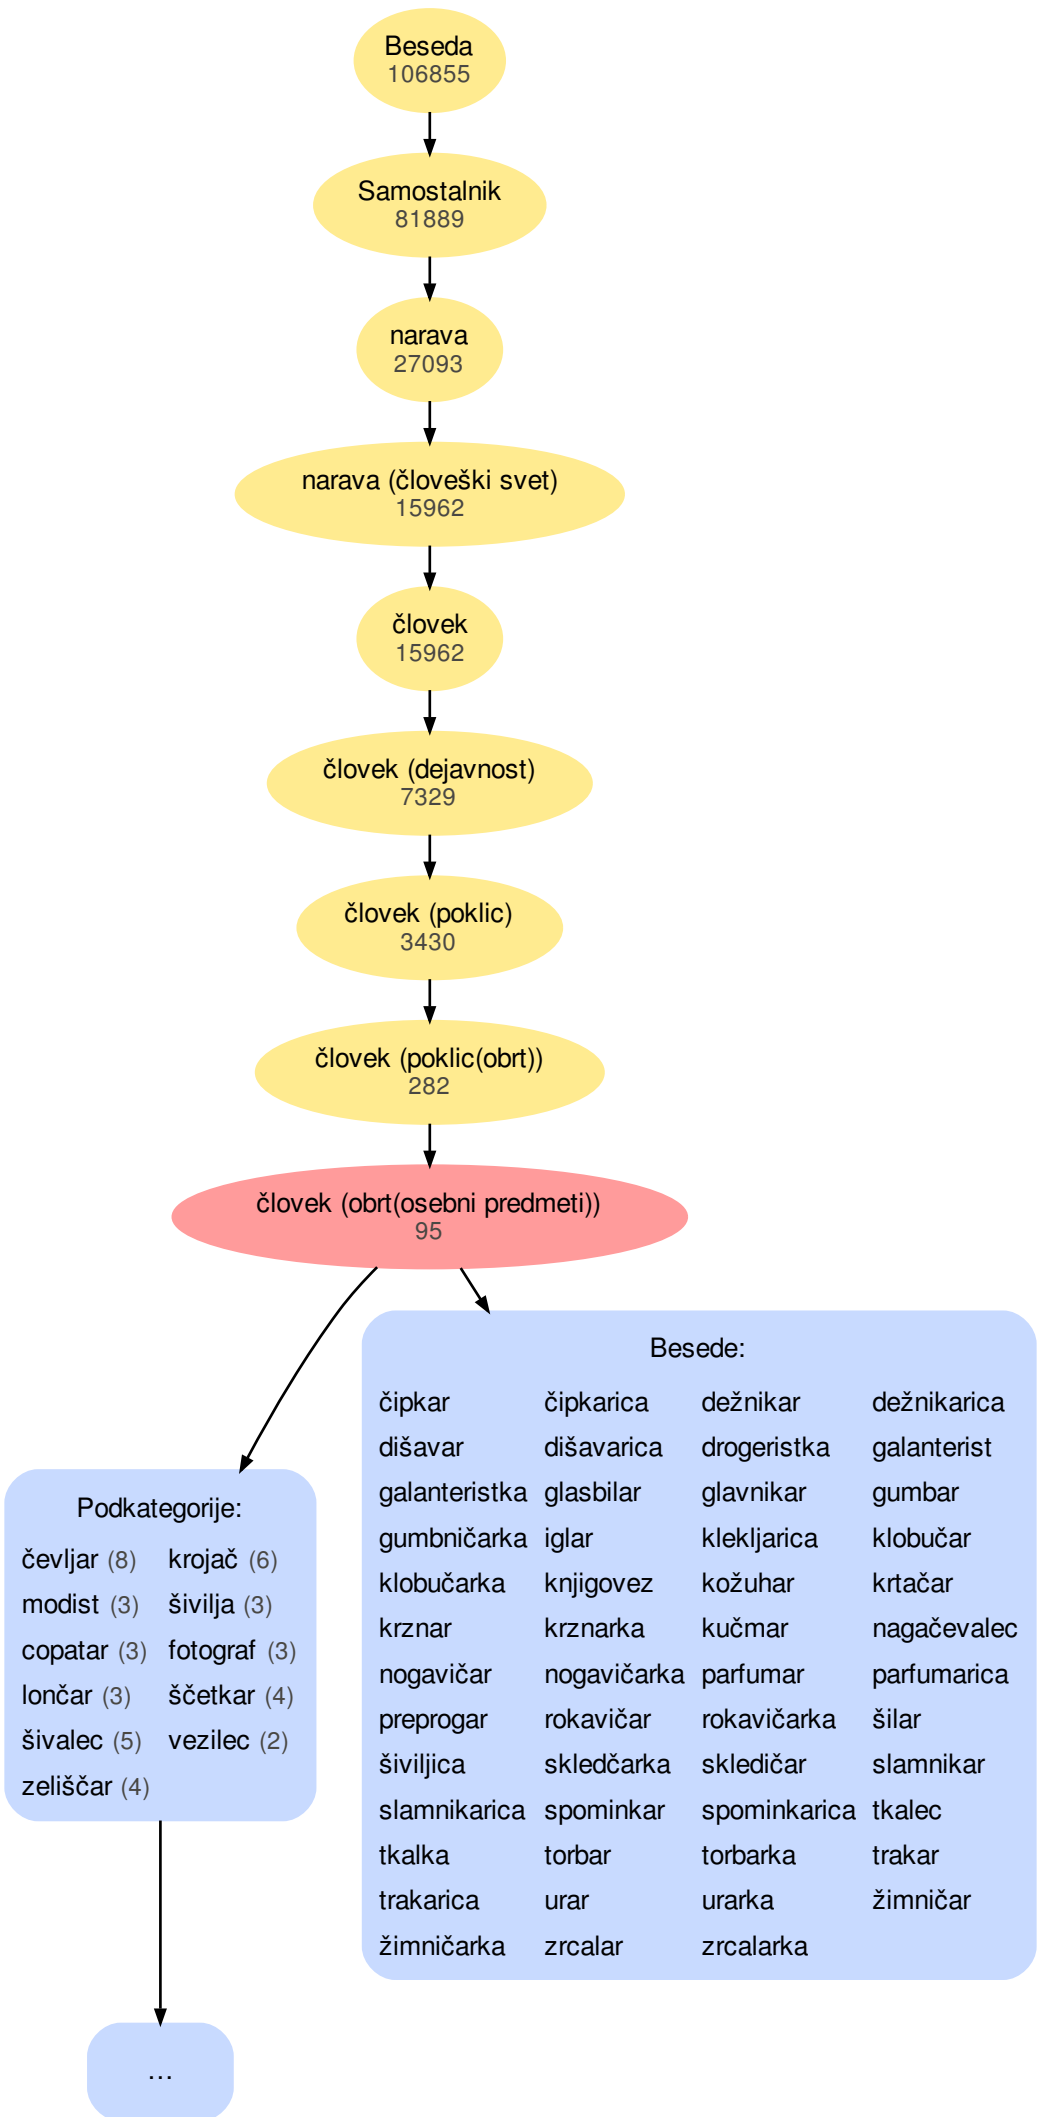 Beseda
106855
Samostalnik
81889
narava
27093
narava (človeški svet)
15962
človek
15962
človek (dejavnost)
7329
človek (poklic)
3430
človek (poklic(obrt))
282
človek (obrt(osebni predmeti))
95
Besede:
čipkar čipkarica dežnikar dežnikarica
dišavar dišavarica drogeristka galanterist
galanteristka glasbilar glavnikar gumbar
gumbničarka iglar klekljarica klobučar
klobučarka knjigovez kožuhar krtačar
krznar krznarka kučmar nagačevalec
nogavičar nogavičarka parfumar parfumarica
preprogar rokavičar rokavičarka šilar
šiviljica skledčarka skledičar slamnikar
slamnikarica spominkar spominkarica tkalec
tkalka torbar torbarka trakar
trakarica urar urarka žimničar
žimničarka zrcalar zrcalarka
Podkategorije:
čevljar (8) krojač (6)
modist (3) šivilja (3)
copatar (3) fotograf (3)
lončar (3) ščetkar (4)
šivalec (5) vezilec (2)
zeliščar (4)
...